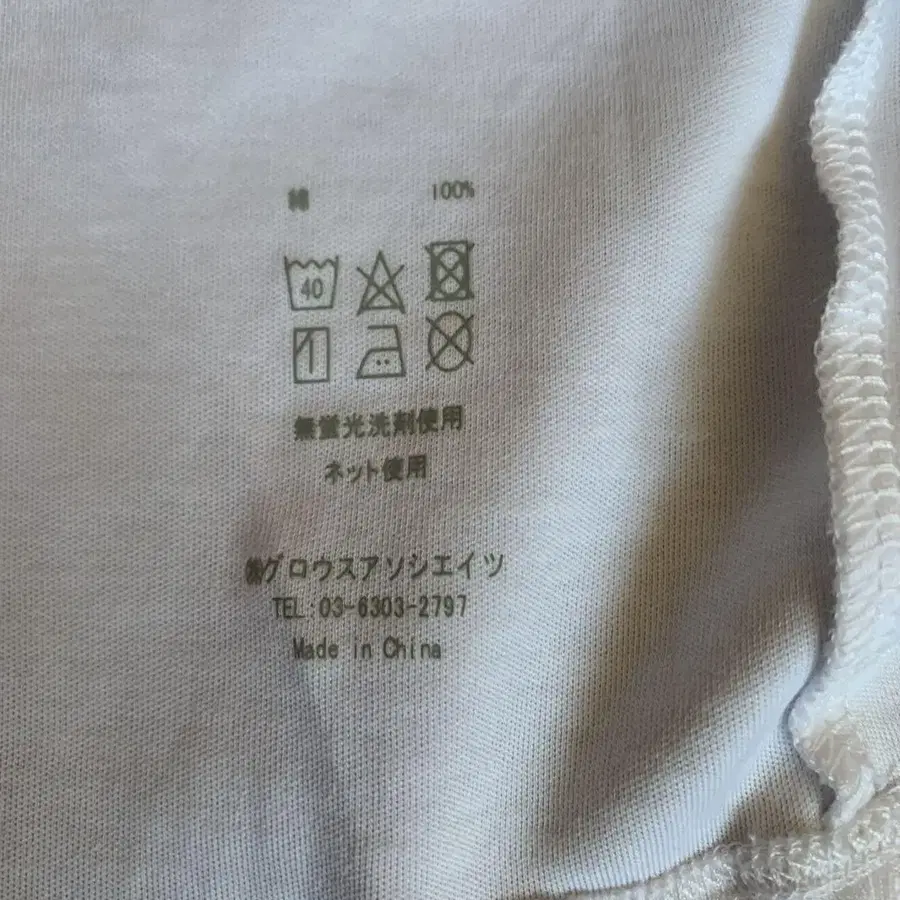 綿 100%
40
無蛍光洗剤使用
ネット使用
㈱グロウスアソシエイツ
TEL:03-6303-2797
Made in China